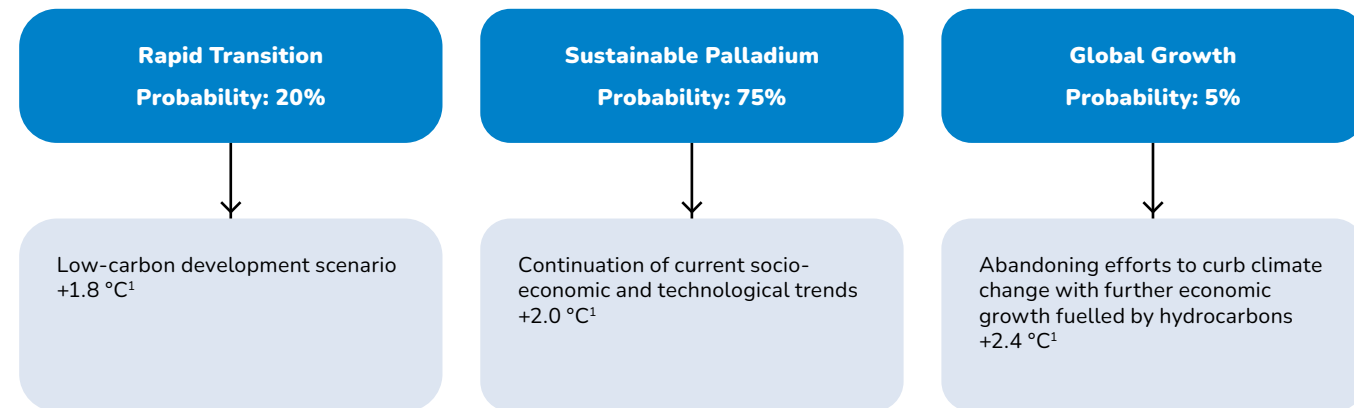 Rapid Transition
Probability: 20%
Low-carbon development scenario
+1.8 °C¹
Sustainable Palladium
Probability: 75%
Continuation of current socio-
economic and technological trends
+2.0 °C¹
Global Growth
Probability: 5%
Abandoning efforts to curb climate
change with further economic
growth fuelled by hydrocarbons
+2.4 °C¹